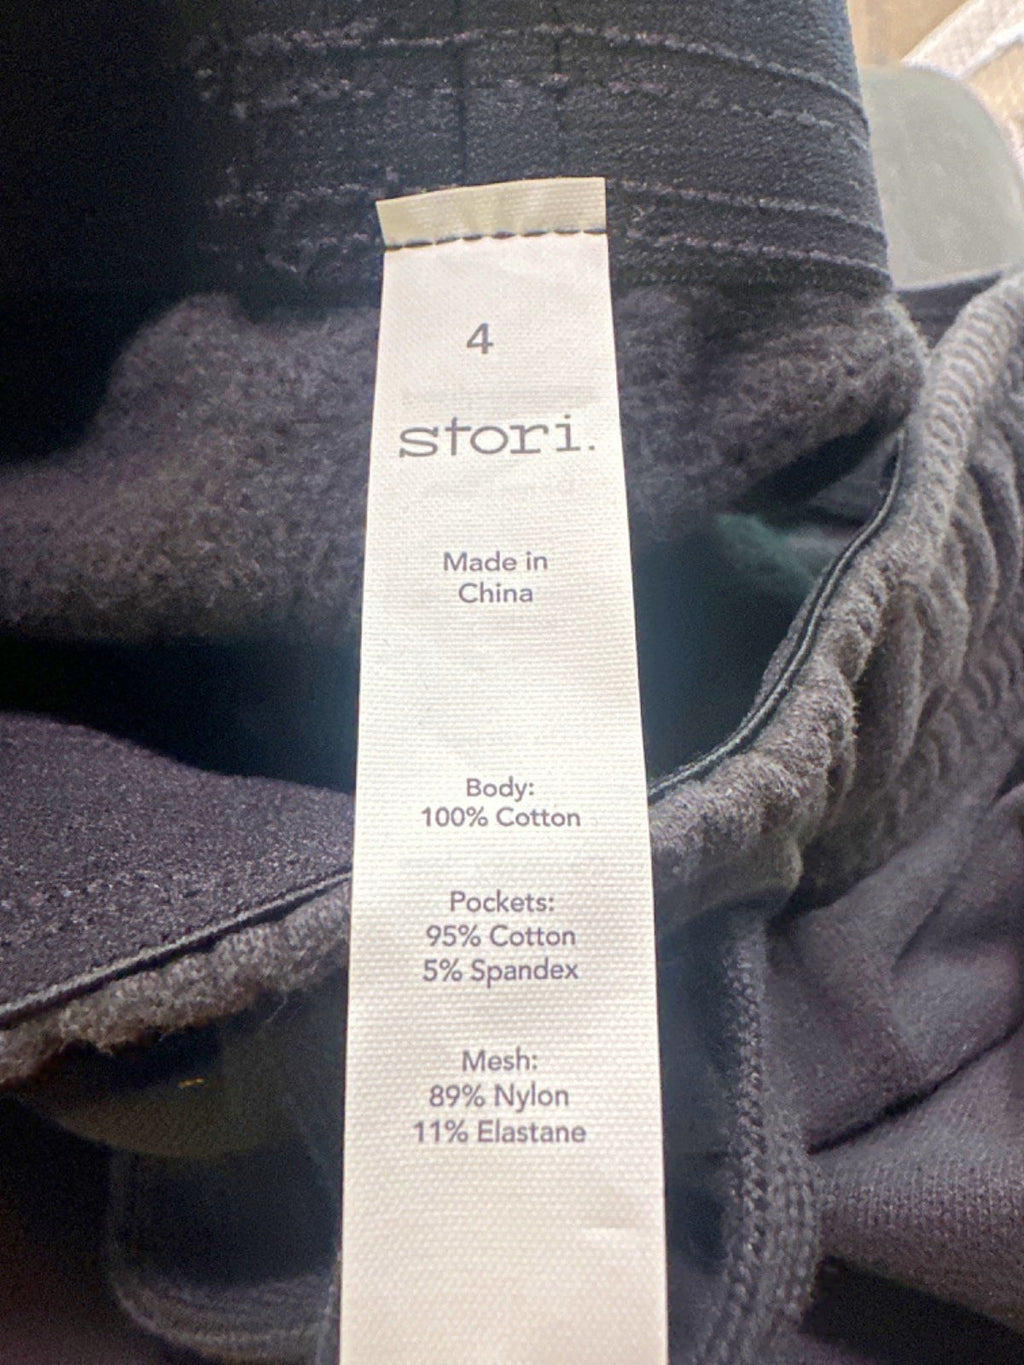 4
stori.
Made in
China
Body:
100% Cotton
Pockets:
95% Cotton
5% Spandex
Mesh:
89% Nylon
11% Elastane